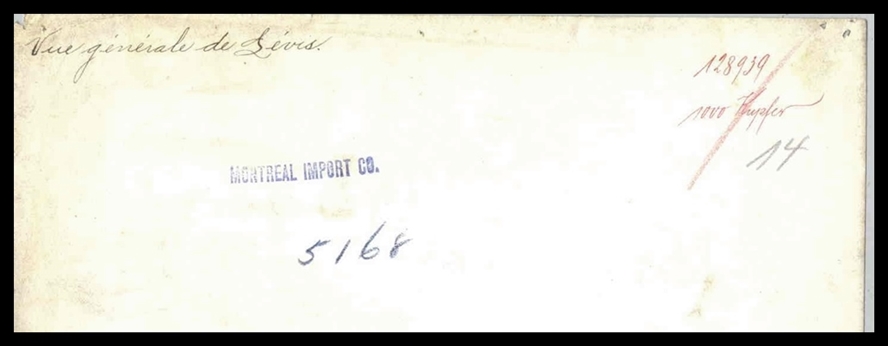 Vue générale de Lévis.
128939
1000 Kupfer
14
MONTREAL IMPORT CO.
5168